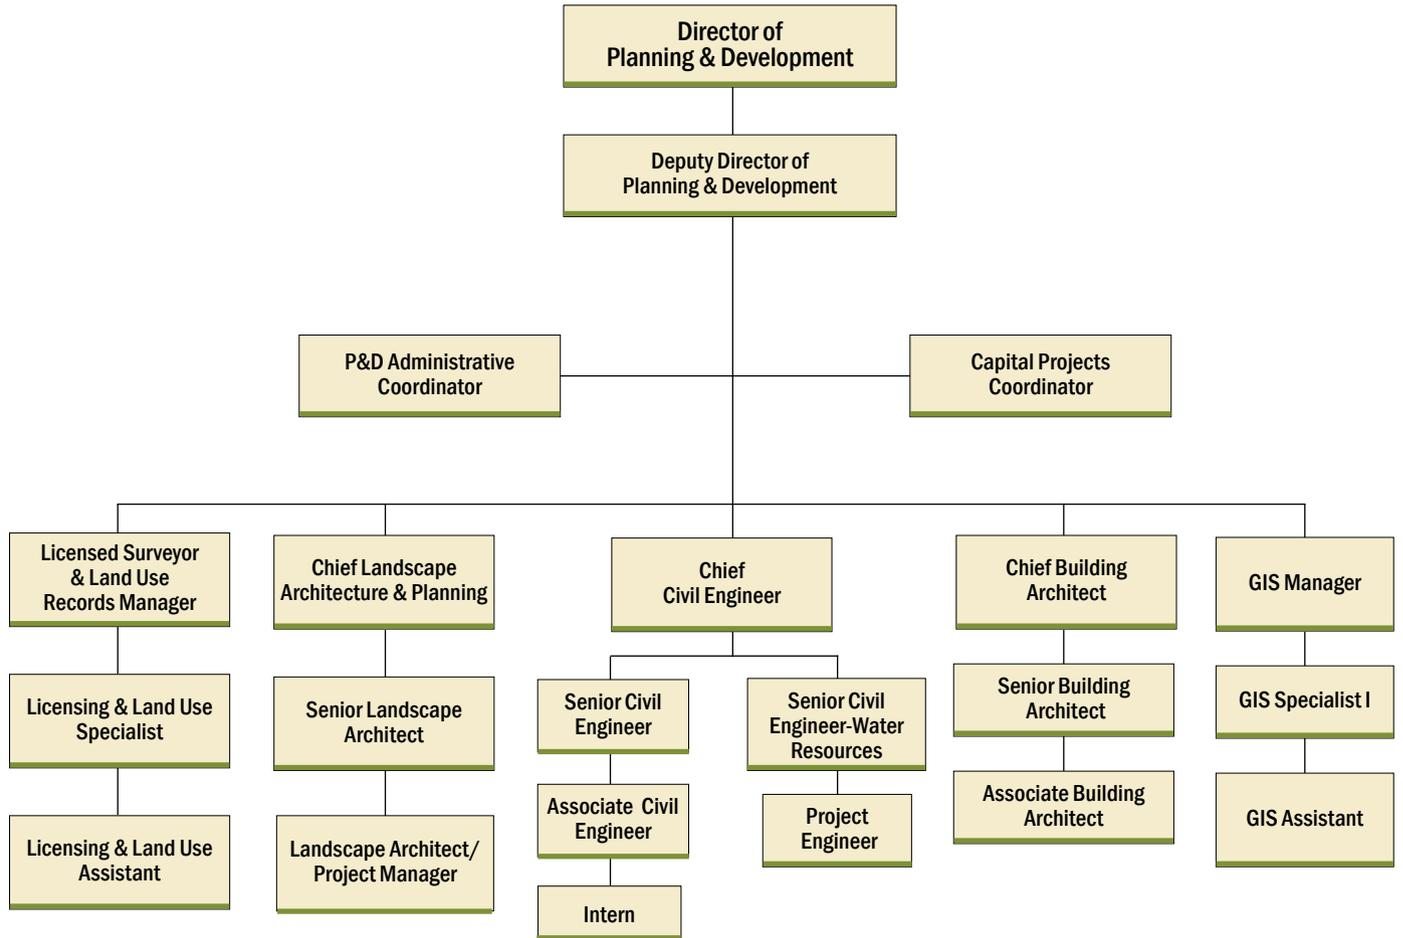 Director of
Planning & Development
Deputy Director of
Planning & Development
P&D Administrative
Coordinator
Capital Projects
Coordinator
Licensed Surveyor
& Land Use
Records Manager
Chief Landscape
Architecture & Planning
Chief
Civil Engineer
Chief Building
Architect
GIS Manager
Licensing & Land Use
Specialist
Senior Landscape
Architect
Senior Civil
Engineer
Senior Civil
Engineer-Water
Resources
Senior Building
Architect
GIS Specialist I
Licensing & Land Use
Assistant
Landscape Architect/
Project Manager
Associate Civil
Engineer
Project
Engineer
Associate Building
Architect
GIS Assistant
Intern